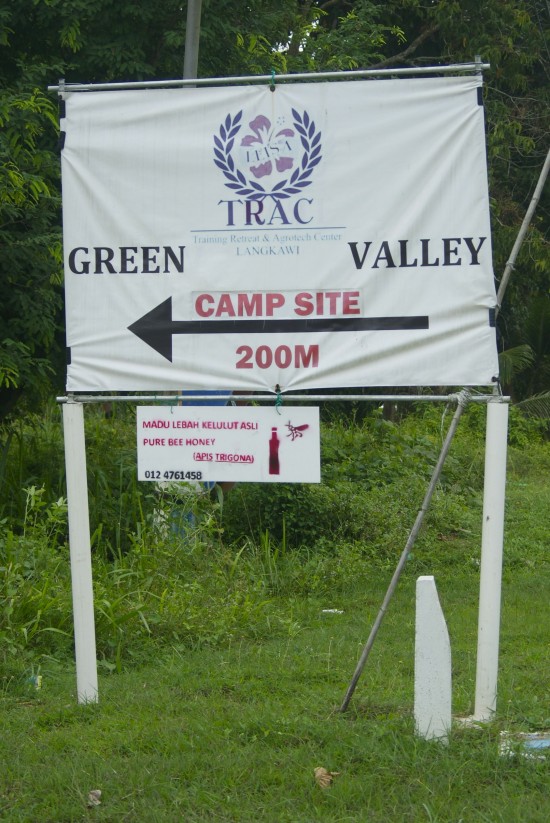 TRAC
Training Retreat & Agrotech Center
LANGKAWI
GREEN VALLEY
CAMP SITE
200M
MADU LEBAH KELULUT ASLI
PURE BEE HONEY
(APIS TRIGONA)
012 4761458